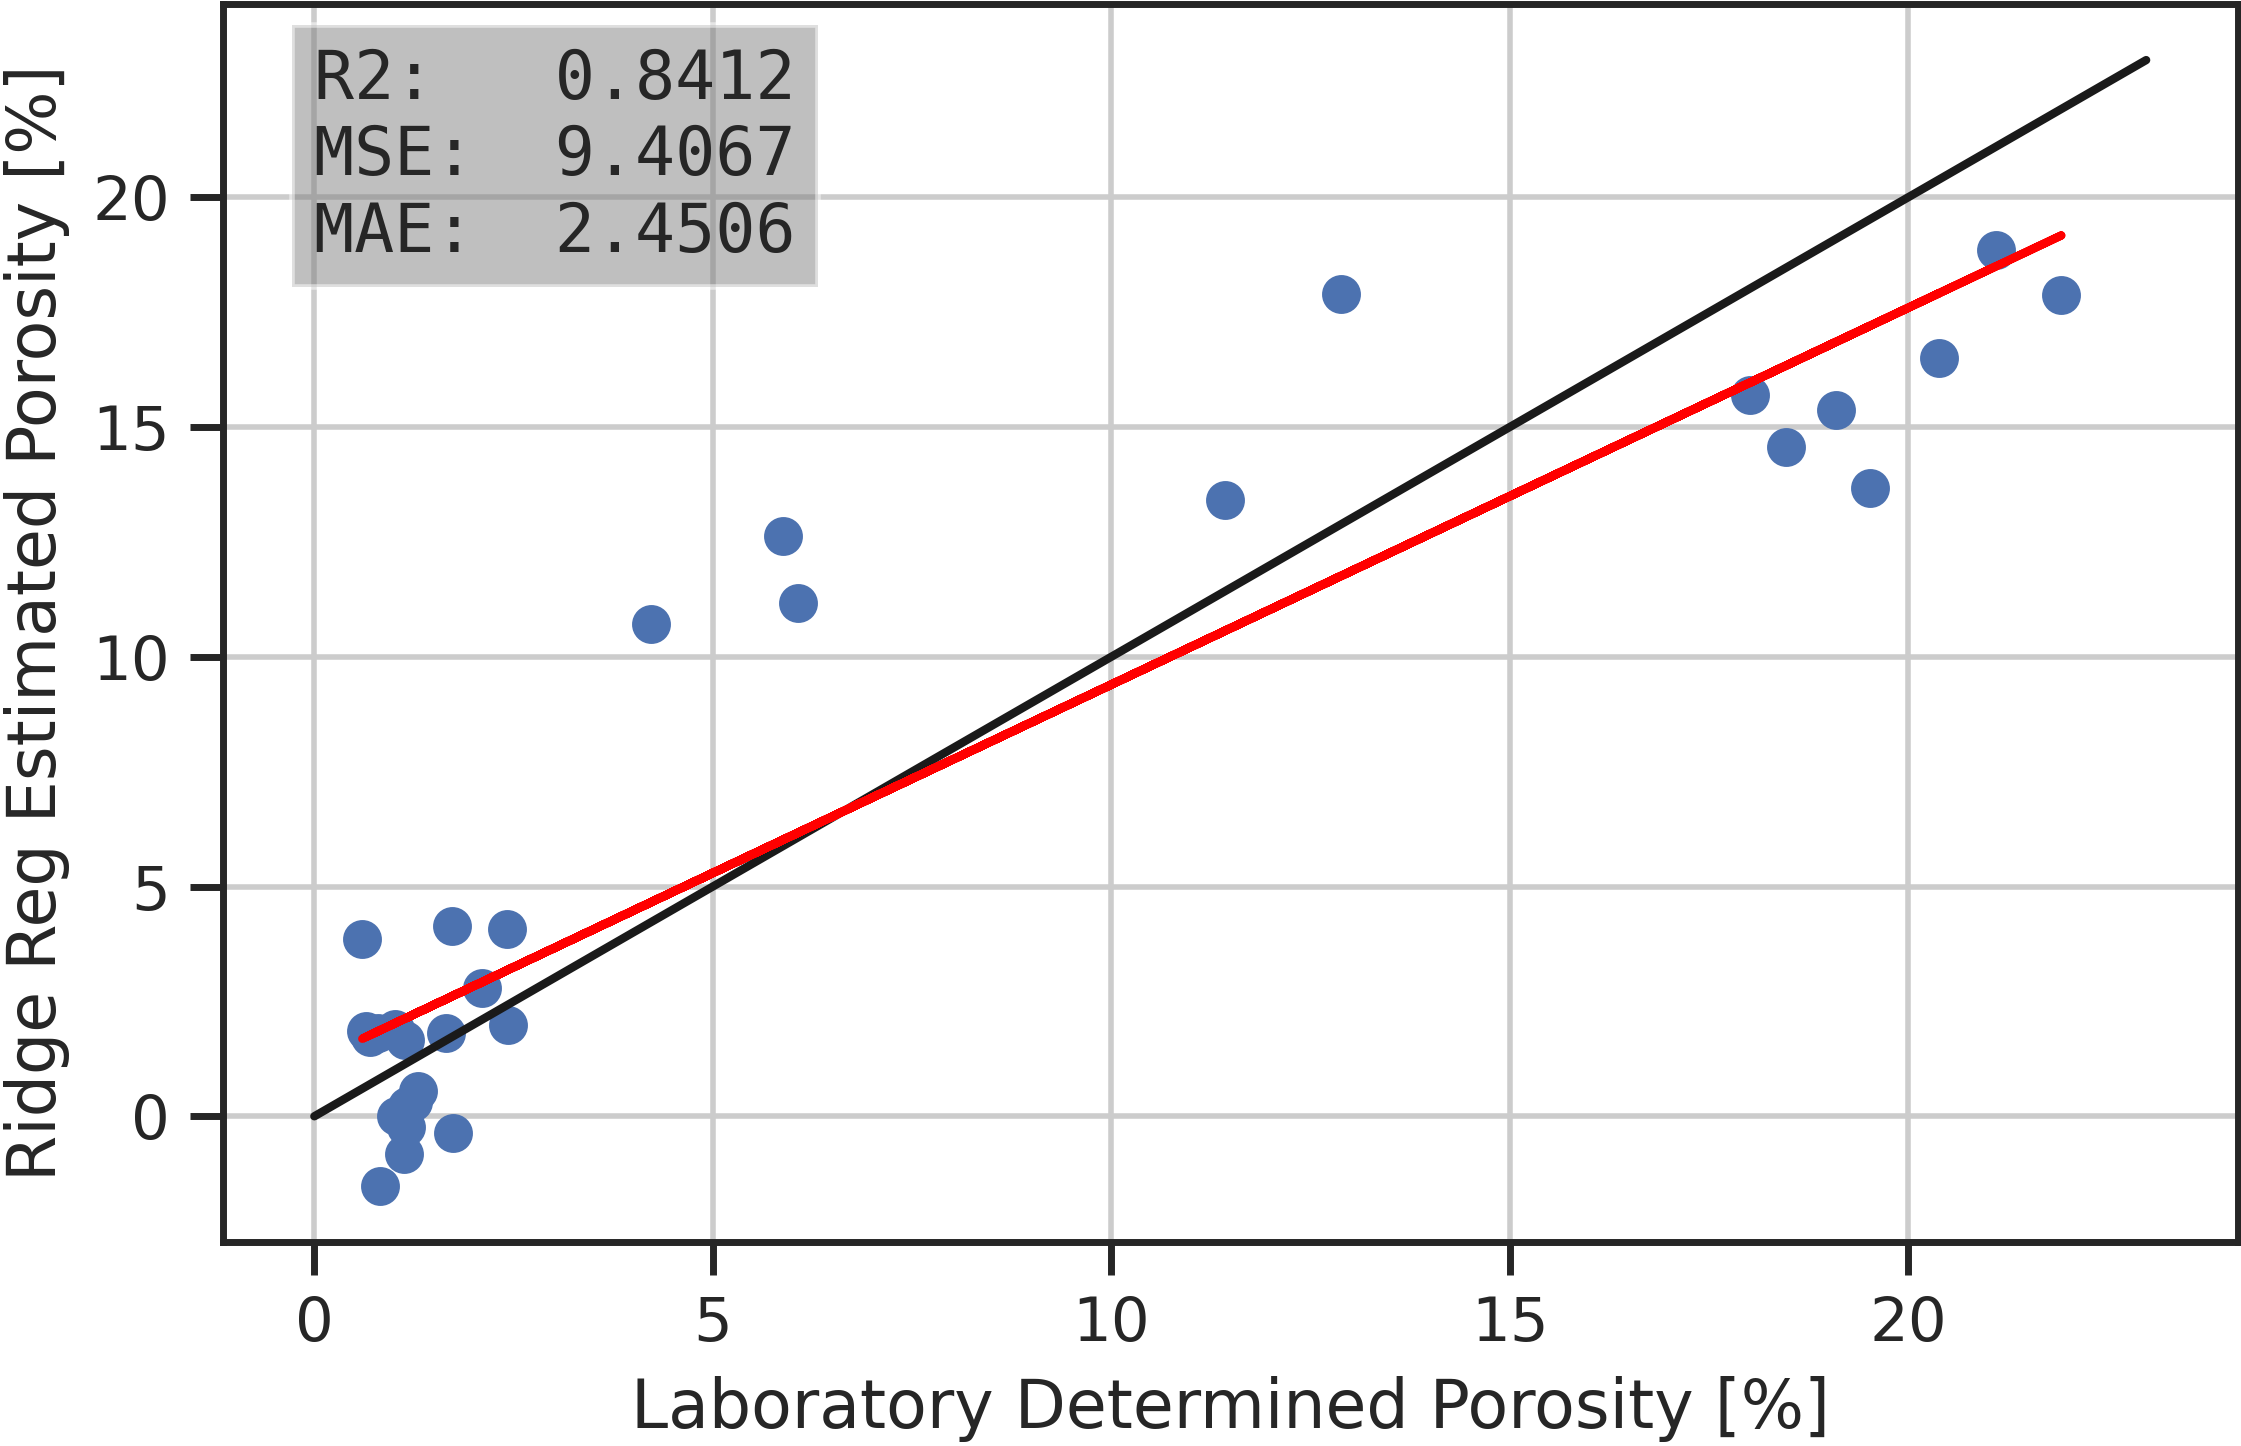 R2:   0.8412
MSE:  9.4067
MAE:  2.4506
Ridge Reg Estimated Porosity [%]
20
15
10
5
0
0 5 10 15 20
Laboratory Determined Porosity [%]